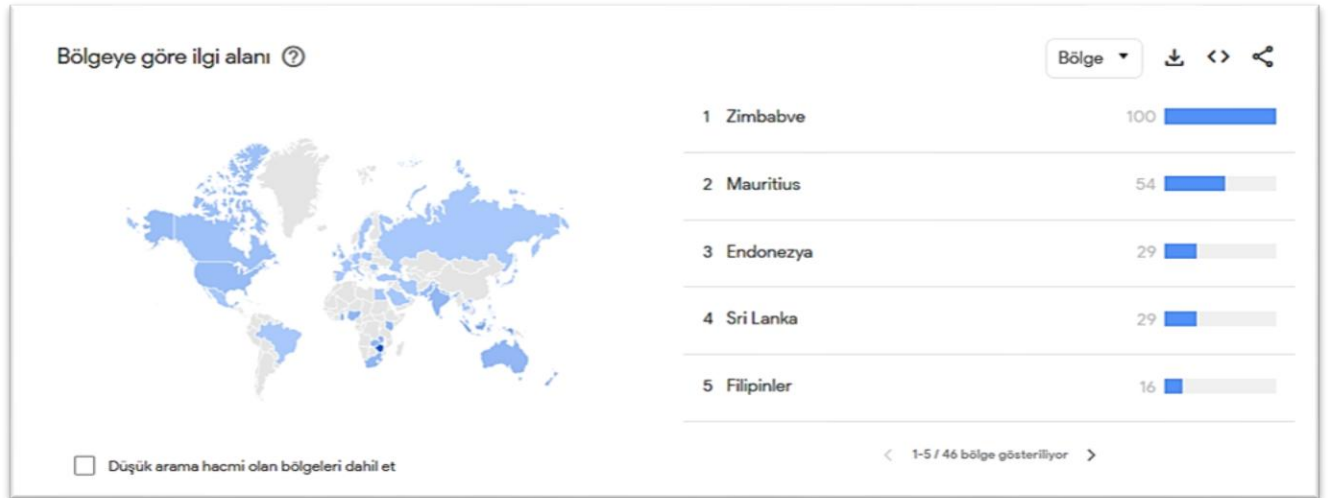 Bölgeye göre ilgi alanı ?
Bölge
1 Zimbabve 100
2 Mauritius 54
3 Endonezya 29
4 Sri Lanka 29
5 Filipinler 16
Düşük arama hacmi olan bölgeleri dahil et
1-5 / 46 bölge gösteriliyor